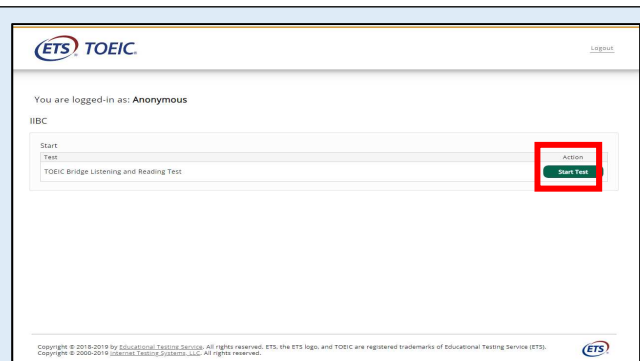 ETS® TOEIC®
Logout
You are logged-in as: Anonymous
IIBC
Start
Test Action
TOEIC Bridge Listening and Reading Test Start Test
Copyright © 2018-2019 by Educational Testing Service. All rights reserved. ETS, the ETS logo, and TOEIC are registered trademarks of Educational Testing Service (ETS).
Copyright © 2000-2019 Internet Testing Systems, LLC. All rights reserved.
ETS®